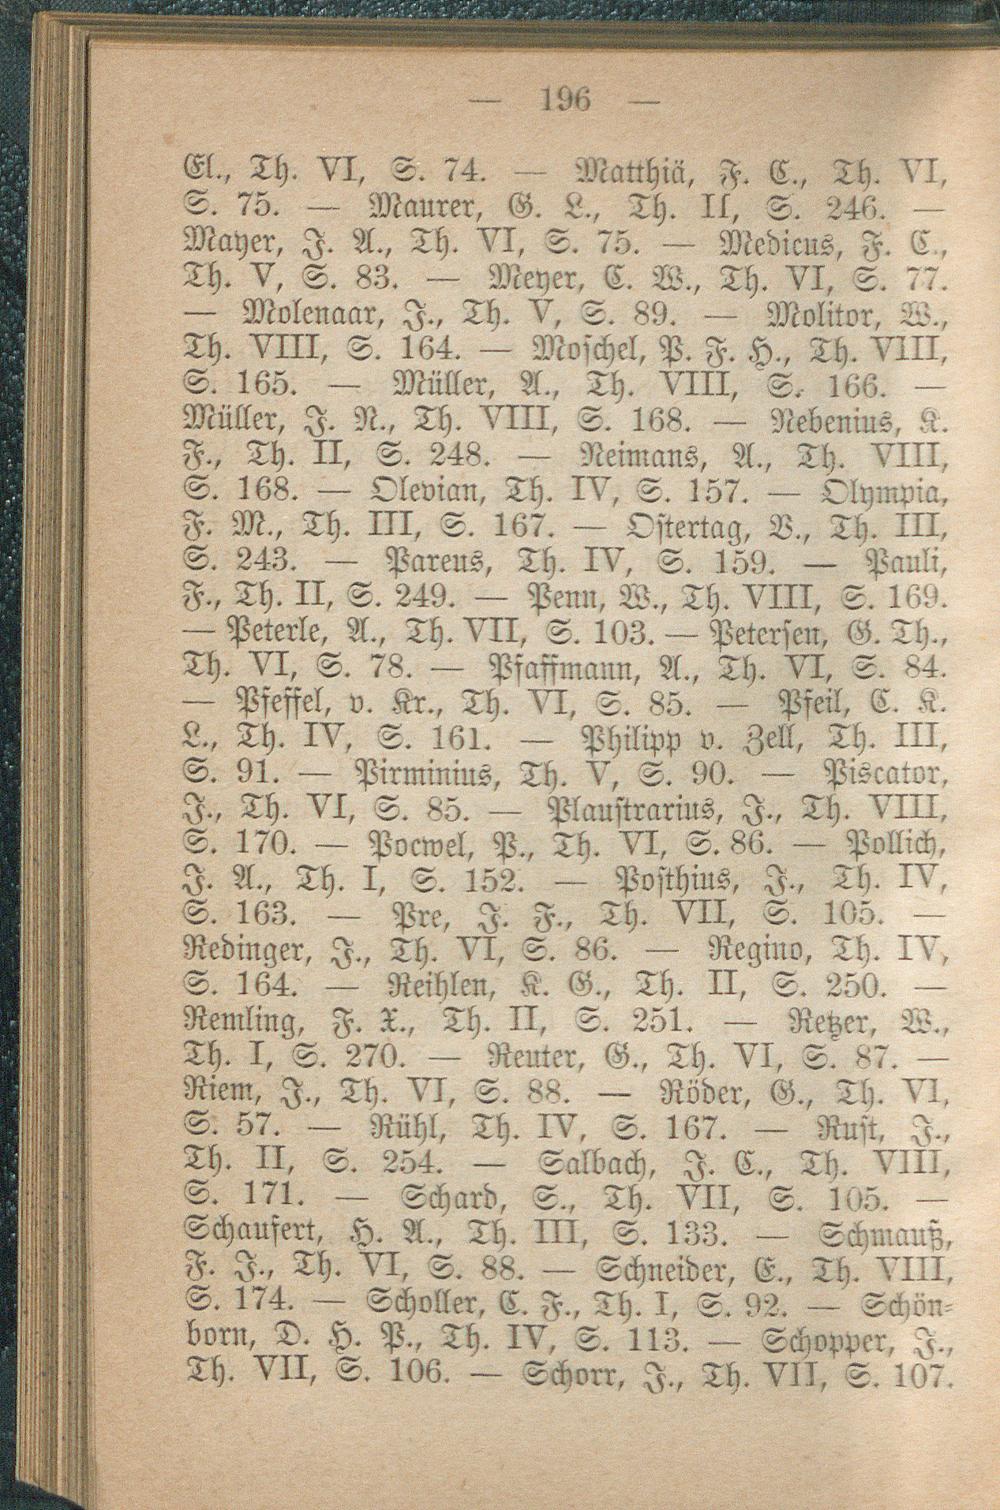 — 196 —
El., Th. VI, S. 74. — Matthiä, F. C., Th. VI,
S. 75. — Maurer, G. L., Th. II, S. 246. —
Mayer, J. A., Th. VI, S. 75. — Medicus, F. C.,
Th. V, S. 83. — Meyer, C. W., Th. VI, S. 77.
— Molenaar, J., Th. V, S. 89. — Molitor, W.,
Th. VIII, S. 164. — Moschel, P. F. H., Th. VIII,
S. 165. — Müller, A., Th. VIII, S. 166. —
Müller, J. N., Th. VIII, S. 168. — Nebenius, K.
F., Th. II, S. 248. — Neimans, A., Th. VIII,
S. 168. — Olevian, Th. IV, S. 157. — Olympia,
F. M., Th. III, S. 167. — Ostertag, B., Th. III,
S. 243. — Pareus, Th. IV, S. 159. — Pauli,
F., Th. II, S. 249. — Penn, W., Th. VIII, S. 169.
— Peterle, A., Th. VII, S. 103. — Petersen, G. Th.,
Th. VI, S. 78. — Pfaffmann, A., Th. VI, S. 84.
— Pfeffel, v. Kr., Th. VI, S. 85. — Pfeil, C. K.
L., Th. IV, S. 161. — Philipp v. Zell, Th. III,
S. 91. — Pirminius, Th. V, S. 90. — Piscator,
J., Th. VI, S. 85. — Plaustrarius, J., Th. VIII,
S. 170. — Pocwel, P., Th. VI, S. 86. — Pollich,
J. A., Th. I, S. 152. — Posthius, J., Th. IV,
S. 163. — Pre, J. F., Th. VII, S. 105. —
Redinger, J., Th. VI, S. 86. — Regino, Th. IV,
S. 164. — Reihlen, K. G., Th. II, S. 250. —
Remling, F. X., Th. II, S. 251. — Retzer, W.,
Th. I, S. 270. — Reuter, G., Th. VI, S. 87. —
Riem, J., Th. VI, S. 88. — Röder, G., Th. VI,
S. 57. — Rühl, Th. IV, S. 167. — Rust, J.,
Th. II, S. 254. — Salbach, J. C., Th. VIII,
S. 171. — Schard, S., Th. VII, S. 105. —
Schaufert, H. A., Th. III, S. 133. — Schmauß,
F. J., Th. VI, S. 88. — Schneider, E., Th. VIII,
S. 174. — Scholler, C. F., Th. I, S. 92. — Schön-
born, D. H. P., Th. IV, S. 113. — Schopper, J.,
Th. VII, S. 106. — Schorr, J., Th. VII, S. 107.